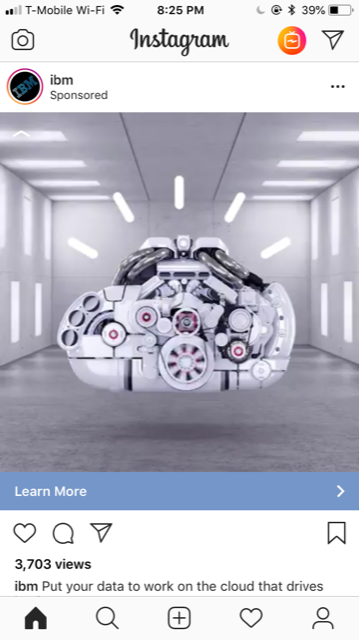 T-Mobile Wi-Fi 8:25 PM 39%
Instagram
IBM
ibm
Sponsored
Learn More
3,703 views
ibm Put your data to work on the cloud that drives